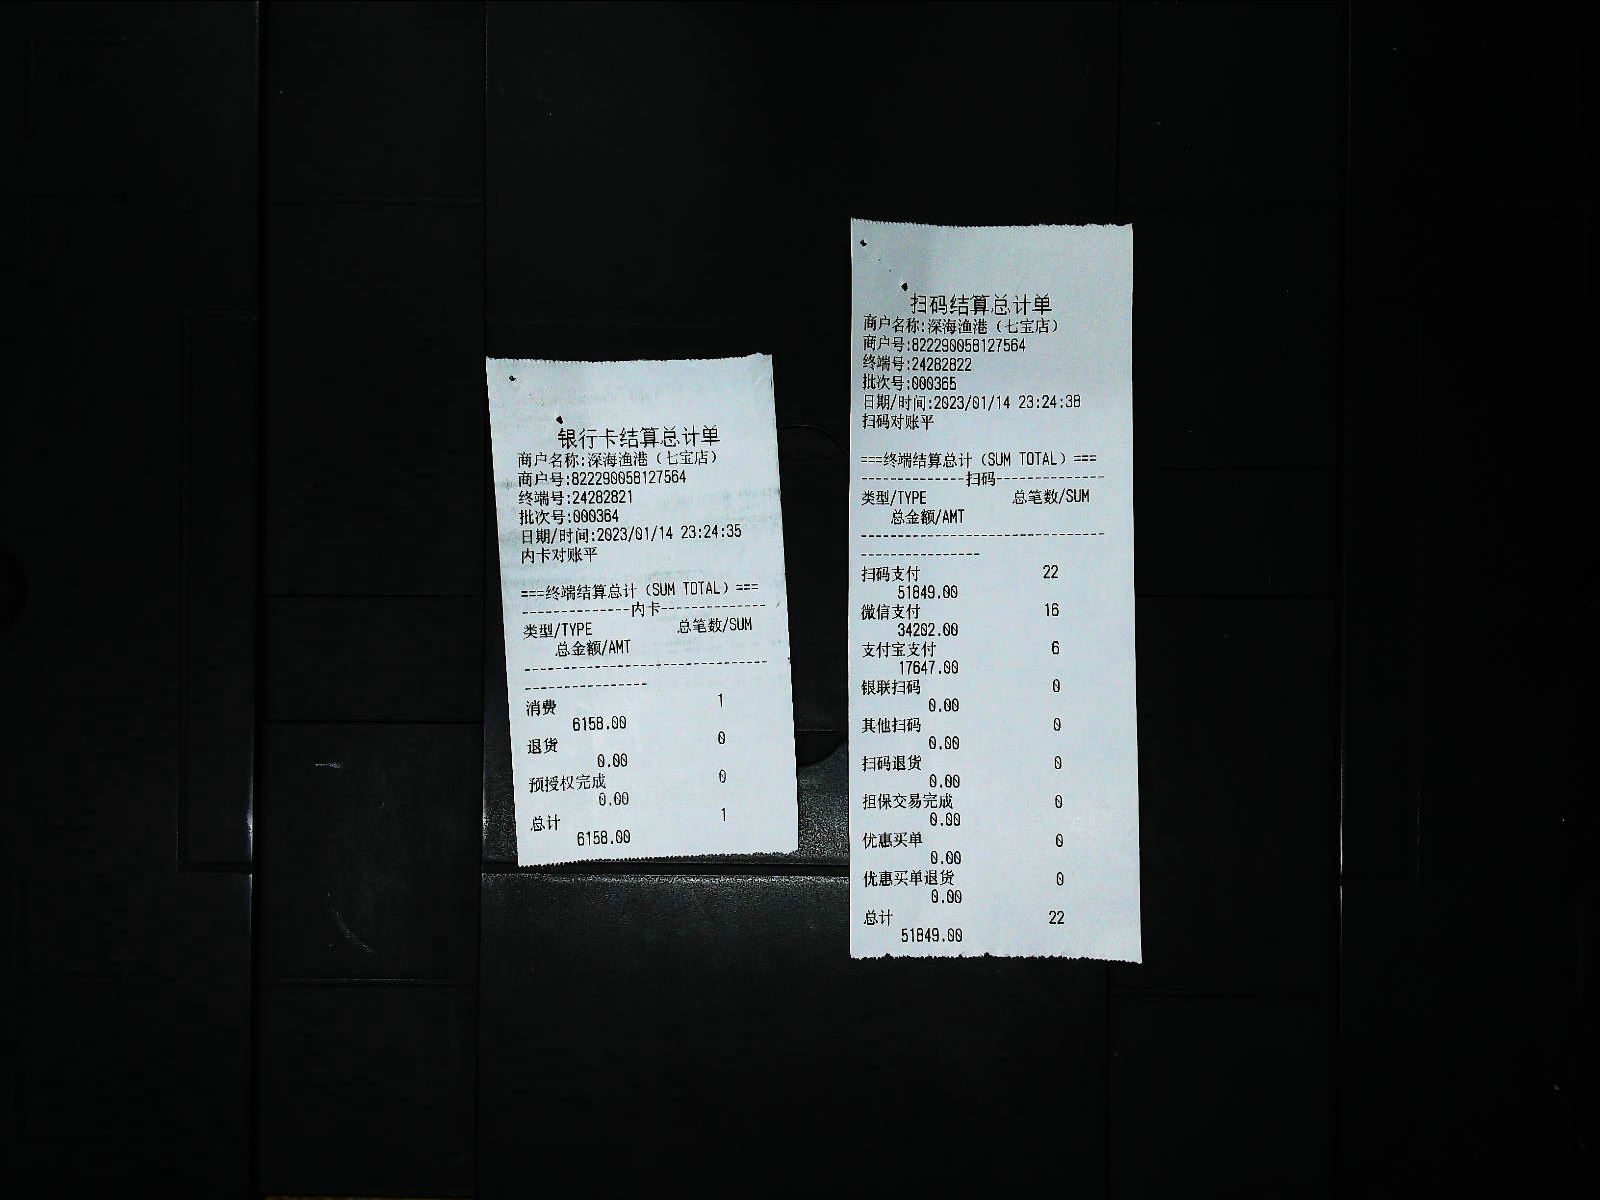 银行卡结算总计单
商户名称:深海渔港（七宝店）
商户号:822290058127564
终端号:24282821
批次号:000364
日期/时间:2023/01/14 23:24:35
内卡对账平
===终端结算总计（SUM TOTAL）===
--------------内卡--------------
类型/TYPE 总笔数/SUM
总金额/AMT
--------------------------------
----------------
消费 1
6158.00
退货 0
0.00
预授权完成 0
0.00
总计 1
6158.00
扫码结算总计单
商户名称:深海渔港（七宝店）
商户号:822290058127564
终端号:24282822
批次号:000365
日期/时间:2023/01/14 23:24:38
扫码对账平
===终端结算总计（SUM TOTAL）===
--------------扫码--------------
类型/TYPE 总笔数/SUM
总金额/AMT
--------------------------------
----------------
扫码支付 22
51849.00
微信支付 16
34202.00
支付宝支付 6
17647.00
银联扫码 0
0.00
其他扫码 0
0.00
扫码退货 0
0.00
担保交易完成 0
0.00
优惠买单 0
0.00
优惠买单退货 0
0.00
总计 22
51849.00